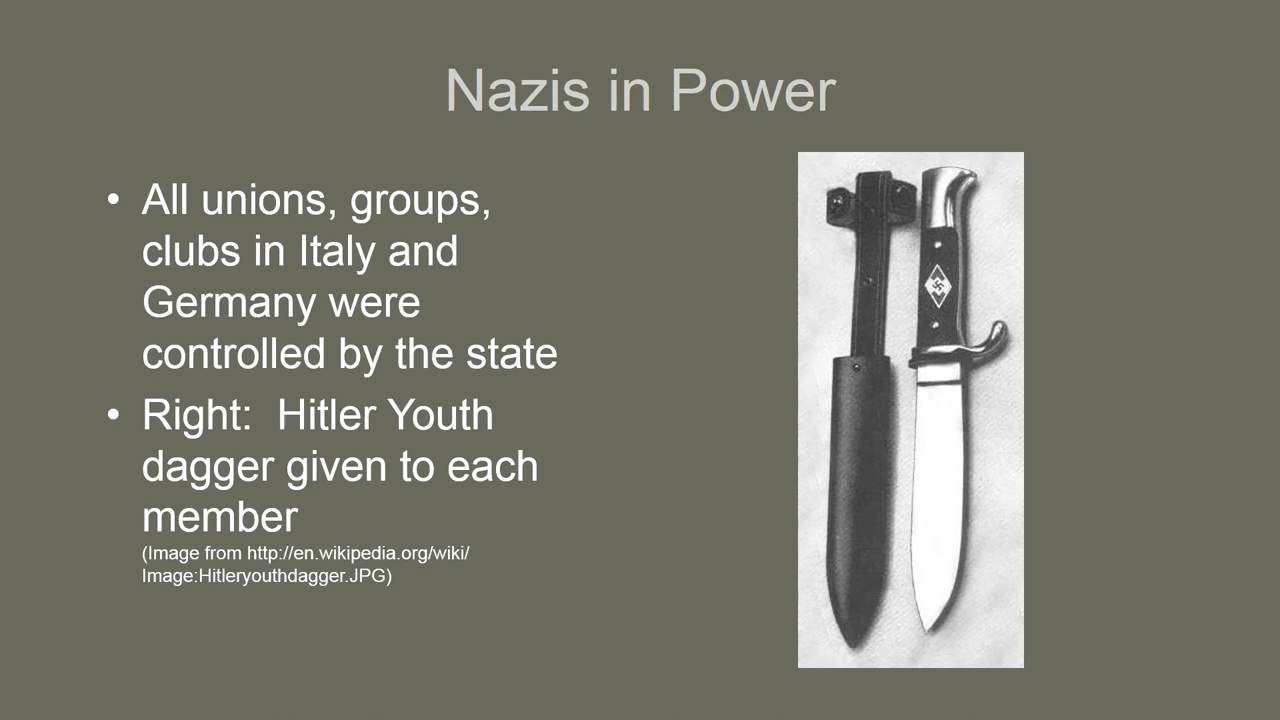 Nazis in Power
• All unions, groups,
clubs in Italy and
Germany were
controlled by the state
• Right:  Hitler Youth
dagger given to each
member
(Image from http://en.wikipedia.org/wiki/
Image:Hitleryouthdagger.JPG)